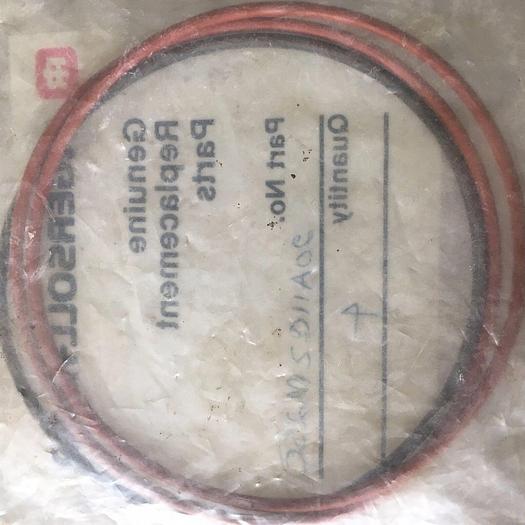 GERSOLL
Genuine
Replacement
Parts
Part No.
Quantity 4